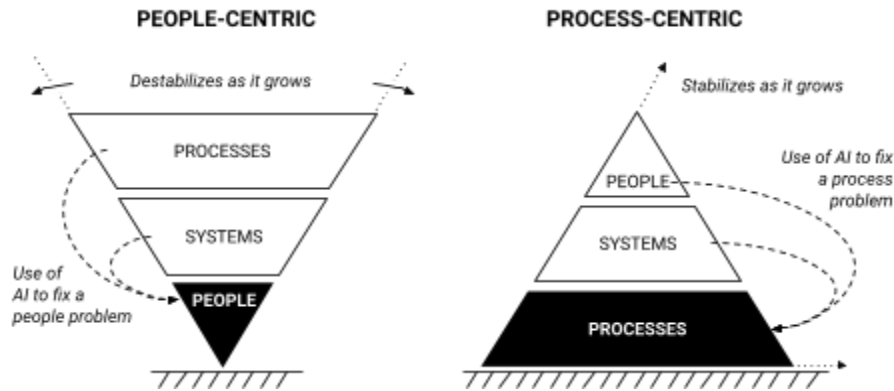 PEOPLE-CENTRIC
Destabilizes as it grows
PROCESSES
SYSTEMS
PEOPLE
Use of
AI to fix a
people problem
PROCESS-CENTRIC
Stabilizes as it grows
Use of AI to fix
a process
problem
PEOPLE
SYSTEMS
PROCESSES